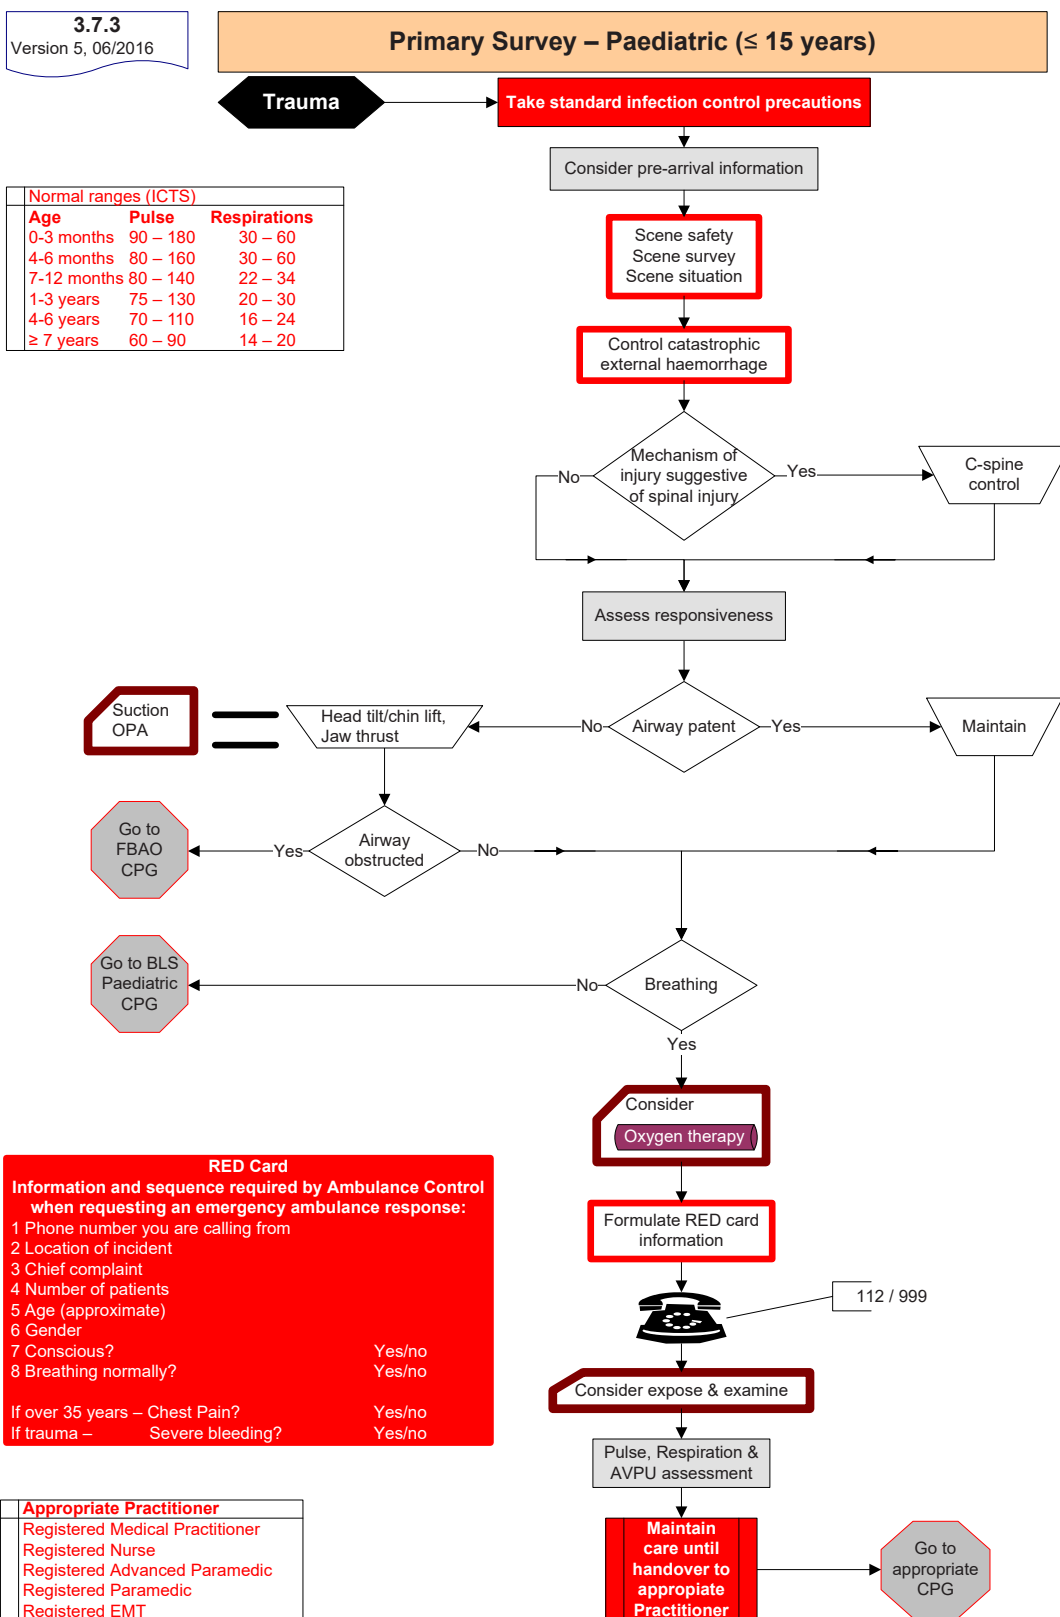 3.7.3
Version 5, 06/2016
Primary Survey – Paediatric (≤ 15 years)
Trauma
Take standard infection control precautions
Consider pre-arrival information
Normal ranges (ICTS)
Age Pulse Respirations
0-3 months 90 – 180 30 – 60
4-6 months 80 – 160 30 – 60
7-12 months 80 – 140 22 – 34
1-3 years 75 – 130 20 – 30
4-6 years 70 – 110 16 – 24
≥ 7 years 60 – 90 14 – 20
Scene safety
Scene survey
Scene situation
Control catastrophic
external haemorrhage
Mechanism of
injury suggestive
of spinal injury
No
Yes
C-spine
control
Assess responsiveness
Airway patent
No
Yes
Maintain
Head tilt/chin lift,
Jaw thrust
Suction
OPA
Airway
obstructed
Yes
No
Go to
FBAO
CPG
Breathing
No
Go to BLS
Paediatric
CPG
Yes
Consider
Oxygen therapy
Formulate RED card
information
112 / 999
RED Card
Information and sequence required by Ambulance Control
when requesting an emergency ambulance response:
1 Phone number you are calling from
2 Location of incident
3 Chief complaint
4 Number of patients
5 Age (approximate)
6 Gender
7 Conscious? Yes/no
8 Breathing normally? Yes/no
If over 35 years – Chest Pain? Yes/no
If trauma – Severe bleeding? Yes/no
Consider expose & examine
Pulse, Respiration &
AVPU assessment
Appropriate Practitioner
Registered Medical Practitioner
Registered Nurse
Registered Advanced Paramedic
Registered Paramedic
Registered EMT
Maintain
care until
handover to
appropiate
Practitioner
Go to
appropriate
CPG